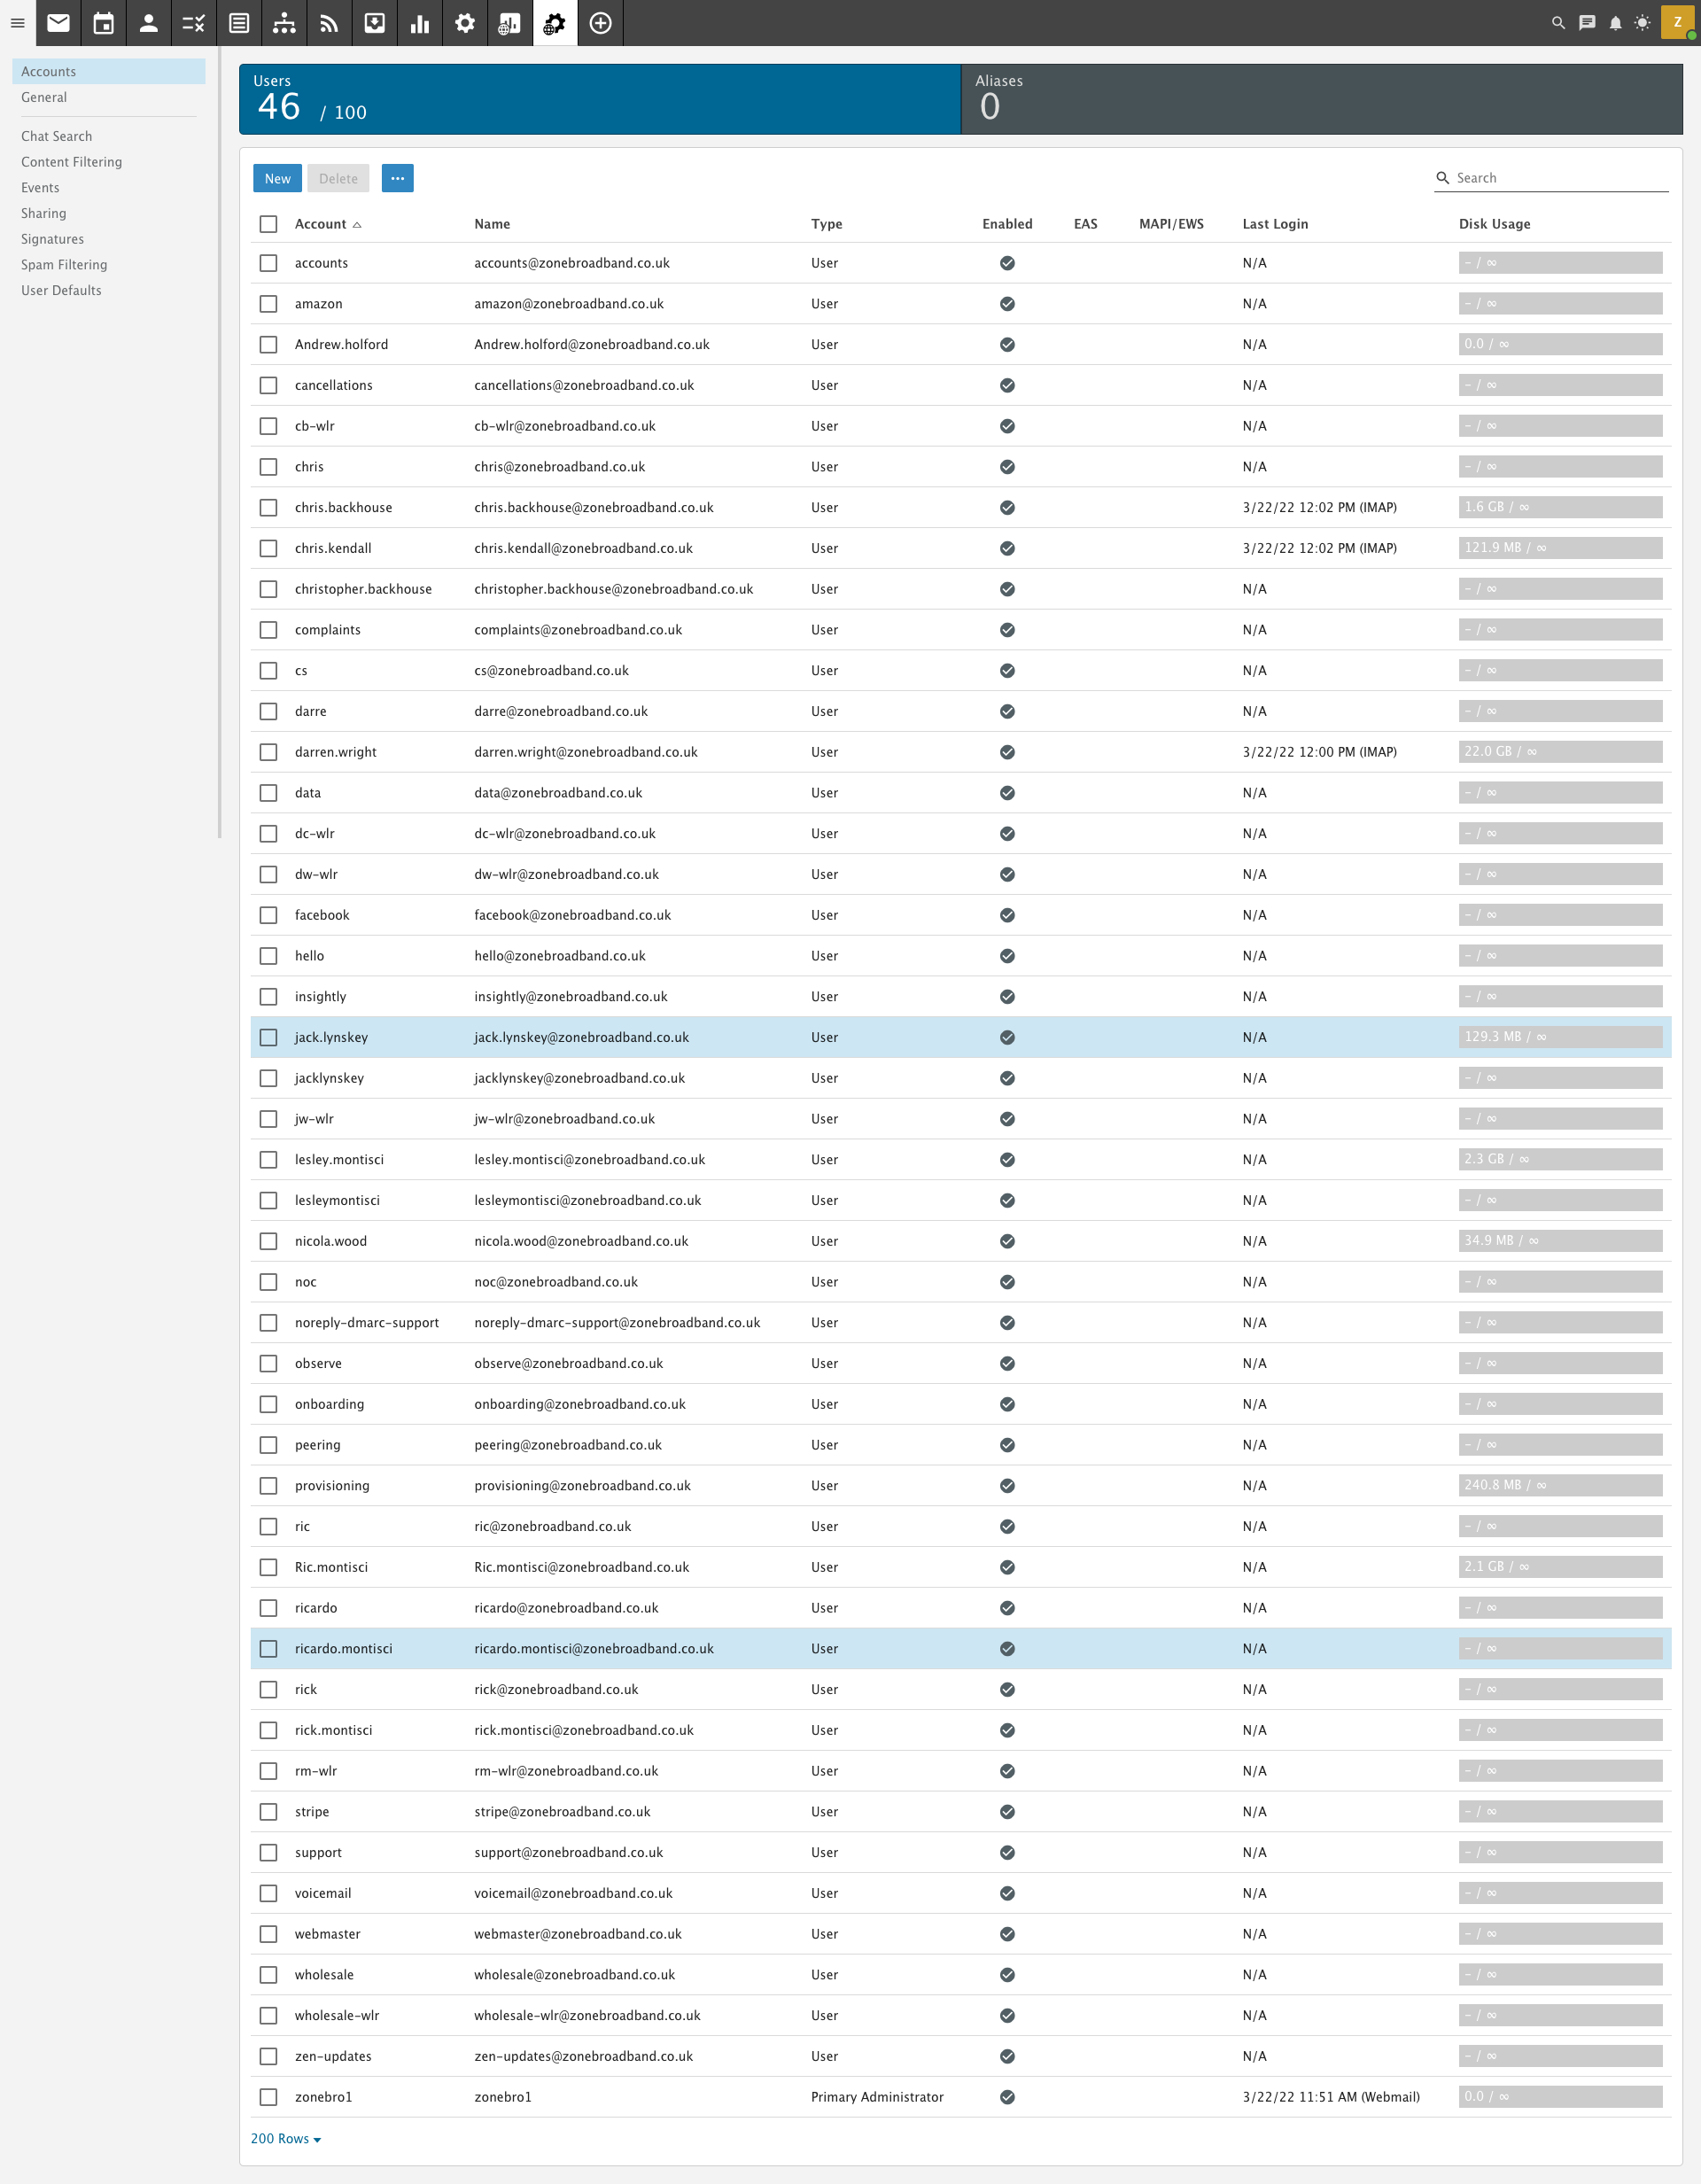 Z
Accounts
General
Chat Search
Content Filtering
Events
Sharing
Signatures
Spam Filtering
User Defaults
Users
46 / 100
Aliases
0
New Delete ··· Search
Account Name Type Enabled EAS MAPI/EWS Last Login Disk Usage
accounts accounts@zonebroadband.co.uk User N/A - / ∞
amazon amazon@zonebroadband.co.uk User N/A - / ∞
Andrew.holford Andrew.holford@zonebroadband.co.uk User N/A 0.0 / ∞
cancellations cancellations@zonebroadband.co.uk User N/A - / ∞
cb-wlr cb-wlr@zonebroadband.co.uk User N/A - / ∞
chris chris@zonebroadband.co.uk User N/A - / ∞
chris.backhouse chris.backhouse@zonebroadband.co.uk User 3/22/22 12:02 PM (IMAP) 1.6 GB / ∞
chris.kendall chris.kendall@zonebroadband.co.uk User 3/22/22 12:02 PM (IMAP) 121.9 MB / ∞
christopher.backhouse christopher.backhouse@zonebroadband.co.uk User N/A - / ∞
complaints complaints@zonebroadband.co.uk User N/A - / ∞
cs cs@zonebroadband.co.uk User N/A - / ∞
darre darre@zonebroadband.co.uk User N/A - / ∞
darren.wright darren.wright@zonebroadband.co.uk User 3/22/22 12:00 PM (IMAP) 22.0 GB / ∞
data data@zonebroadband.co.uk User N/A - / ∞
dc-wlr dc-wlr@zonebroadband.co.uk User N/A - / ∞
dw-wlr dw-wlr@zonebroadband.co.uk User N/A - / ∞
facebook facebook@zonebroadband.co.uk User N/A - / ∞
hello hello@zonebroadband.co.uk User N/A - / ∞
insightly insightly@zonebroadband.co.uk User N/A - / ∞
jack.lynskey jack.lynskey@zonebroadband.co.uk User N/A 129.3 MB / ∞
jacklynskey jacklynskey@zonebroadband.co.uk User N/A - / ∞
jw-wlr jw-wlr@zonebroadband.co.uk User N/A - / ∞
lesley.montisci lesley.montisci@zonebroadband.co.uk User N/A 2.3 GB / ∞
lesleymontisci lesleymontisci@zonebroadband.co.uk User N/A - / ∞
nicola.wood nicola.wood@zonebroadband.co.uk User N/A 34.9 MB / ∞
noc noc@zonebroadband.co.uk User N/A - / ∞
noreply-dmarc-support noreply-dmarc-support@zonebroadband.co.uk User N/A - / ∞
observe observe@zonebroadband.co.uk User N/A - / ∞
onboarding onboarding@zonebroadband.co.uk User N/A - / ∞
peering peering@zonebroadband.co.uk User N/A - / ∞
provisioning provisioning@zonebroadband.co.uk User N/A 240.8 MB / ∞
ric ric@zonebroadband.co.uk User N/A - / ∞
Ric.montisci Ric.montisci@zonebroadband.co.uk User N/A 2.1 GB / ∞
ricardo ricardo@zonebroadband.co.uk User N/A - / ∞
ricardo.montisci ricardo.montisci@zonebroadband.co.uk User N/A - / ∞
rick rick@zonebroadband.co.uk User N/A - / ∞
rick.montisci rick.montisci@zonebroadband.co.uk User N/A - / ∞
rm-wlr rm-wlr@zonebroadband.co.uk User N/A - / ∞
stripe stripe@zonebroadband.co.uk User N/A - / ∞
support support@zonebroadband.co.uk User N/A - / ∞
voicemail voicemail@zonebroadband.co.uk User N/A - / ∞
webmaster webmaster@zonebroadband.co.uk User N/A - / ∞
wholesale wholesale@zonebroadband.co.uk User N/A - / ∞
wholesale-wlr wholesale-wlr@zonebroadband.co.uk User N/A - / ∞
zen-updates zen-updates@zonebroadband.co.uk User N/A - / ∞
zonebro1 zonebro1 Primary Administrator 3/22/22 11:51 AM (Webmail) 0.0 / ∞
200 Rows